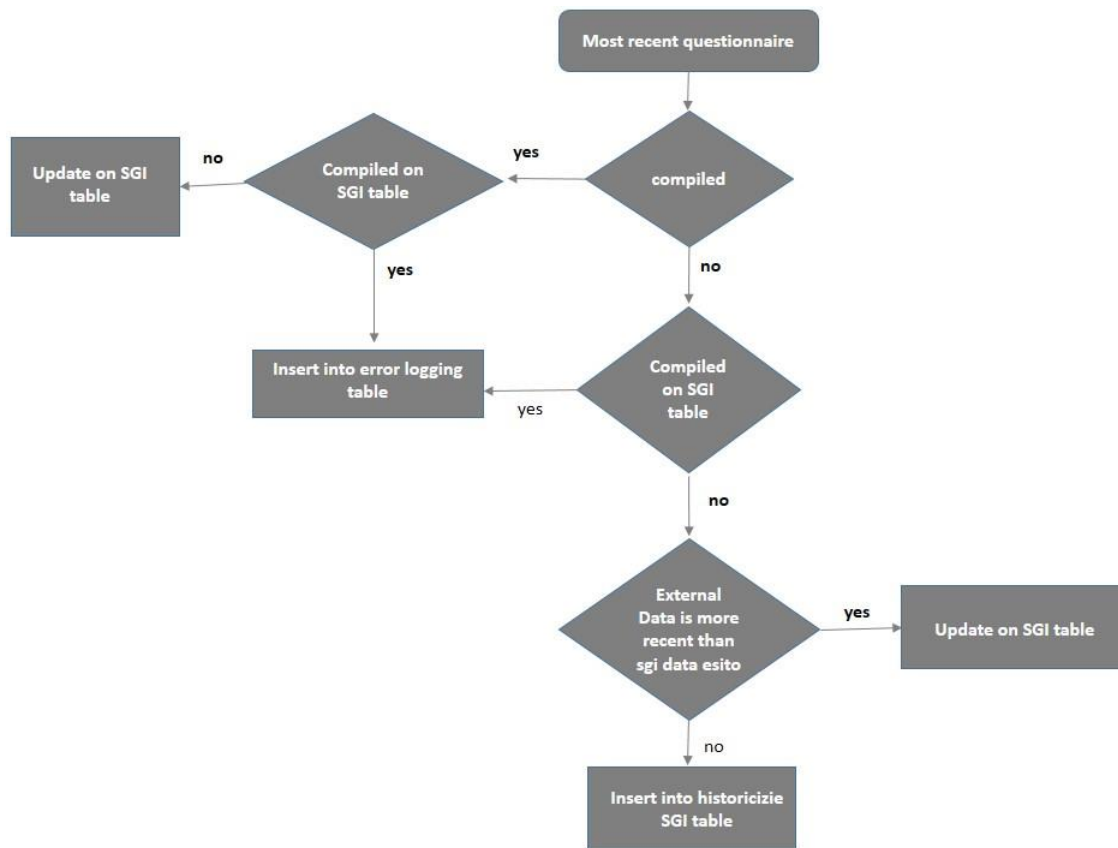 Most recent questionnaire
compiled
yes
Compiled on
SGI table
no
Update on SGI
table
yes
Insert into error logging
table
no
Compiled
on SGI
table
yes
no
External
Data is more
recent than
sgi data esito
yes
Update on SGI table
no
Insert into historicizie
SGI table